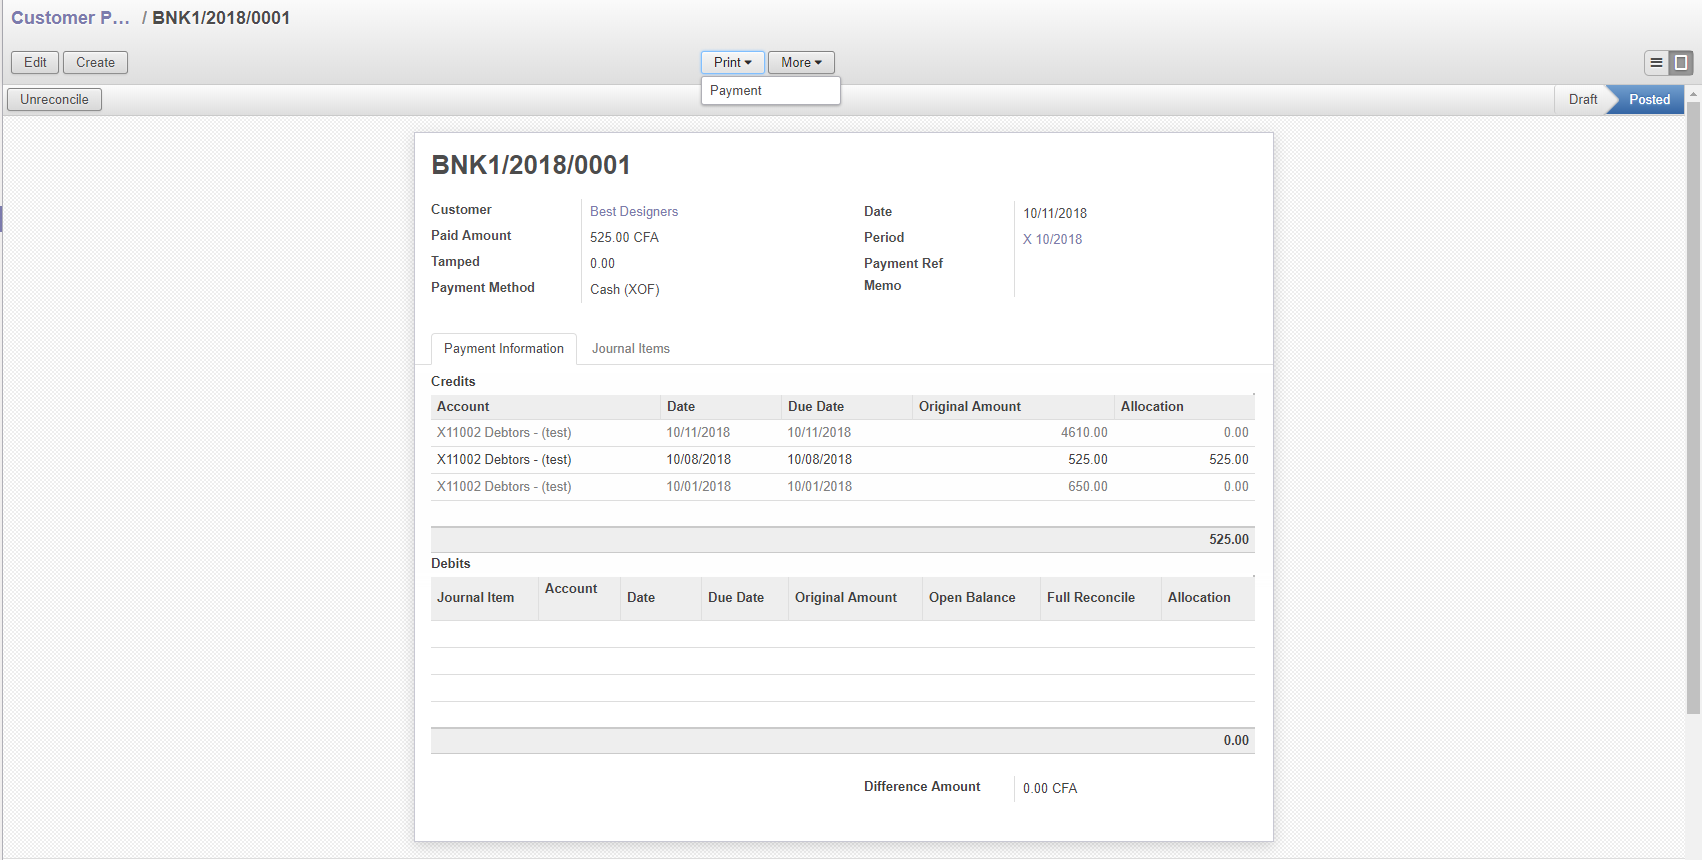 Customer P... / BNK1/2018/0001
Edit Create Print More
Payment
Unreconcile Draft Posted
BNK1/2018/0001
Customer Best Designers
Paid Amount 525.00 CFA
Tamped 0.00
Payment Method Cash (XOF)
Date 10/11/2018
Period X 10/2018
Payment Ref
Memo
Payment Information Journal Items
Credits
Account Date Due Date Original Amount Allocation
X11002 Debtors - (test) 10/11/2018 10/11/2018 4610.00 0.00
X11002 Debtors - (test) 10/08/2018 10/08/2018 525.00 525.00
X11002 Debtors - (test) 10/01/2018 10/01/2018 650.00 0.00
525.00
Debits
Journal Item Account Date Due Date Original Amount Open Balance Full Reconcile Allocation
0.00
Difference Amount 0.00 CFA